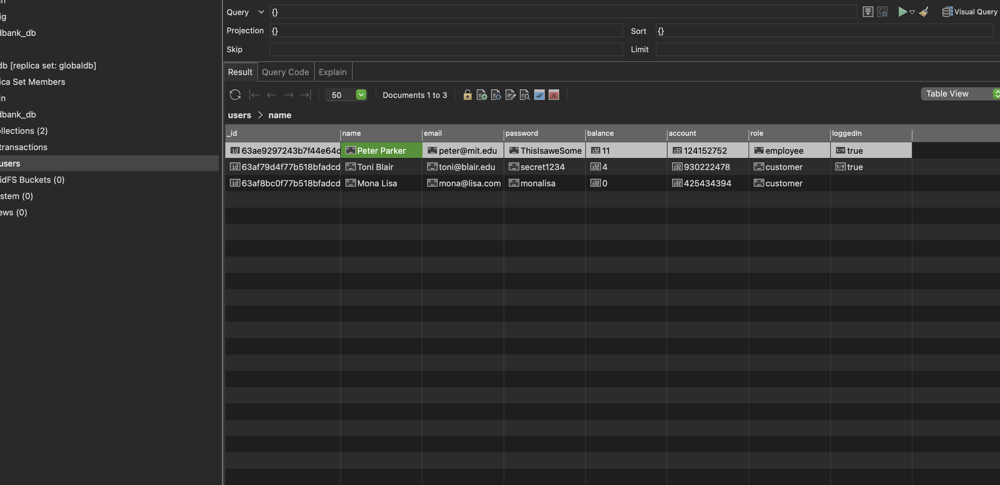 ig
dbank_db
db [replica set: globaldb]
ica Set Members
in
dbank_db
ollections (2)
transactions
users
idFS Buckets (0)
stem (0)
ews (0)
Query {} Visual Query
Projection {} Sort {}
Skip Limit
Result Query Code Explain
50 Documents 1 to 3 Table View
users > name
_id name email password balance account role loggedIn
63ae9297243b7f44e64d Peter Parker peter@mit.edu ThisIsaweSome 11 124152752 employee true
63af79d4f77b518bfadcd Toni Blair toni@blair.edu secret1234 4 930222478 customer true
63af8bc0f77b518bfadcd Mona Lisa mona@lisa.com monalisa 0 425434394 customer